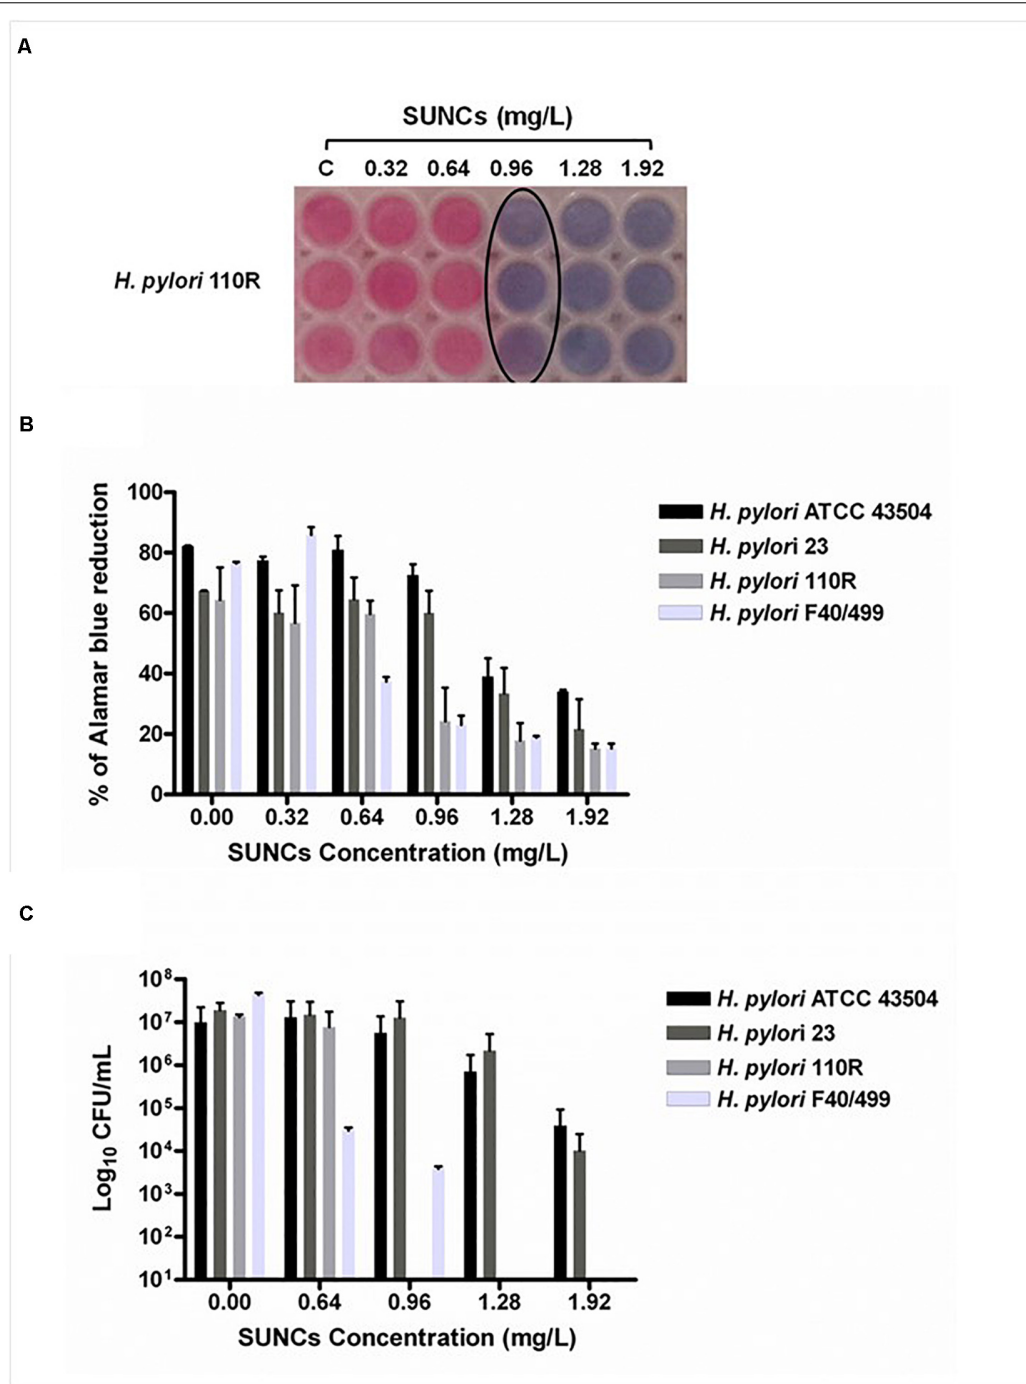 A
SUNCs (mg/L)
C 0.32 0.64 0.96 1.28 1.92
H. pylori 110R
B
% of Alamar blue reduction
100
80
60
40
20
0
0.00 0.32 0.64 0.96 1.28 1.92
SUNCs Concentration (mg/L)
H. pylori ATCC 43504
H. pylori 23
H. pylori 110R
H. pylori F40/499
C
Log₁₀ CFU/mL
10⁸
10⁷
10⁶
10⁵
10⁴
10³
10²
10¹
0.00 0.64 0.96 1.28 1.92
SUNCs Concentration (mg/L)
H. pylori ATCC 43504
H. pylori 23
H. pylori 110R
H. pylori F40/499